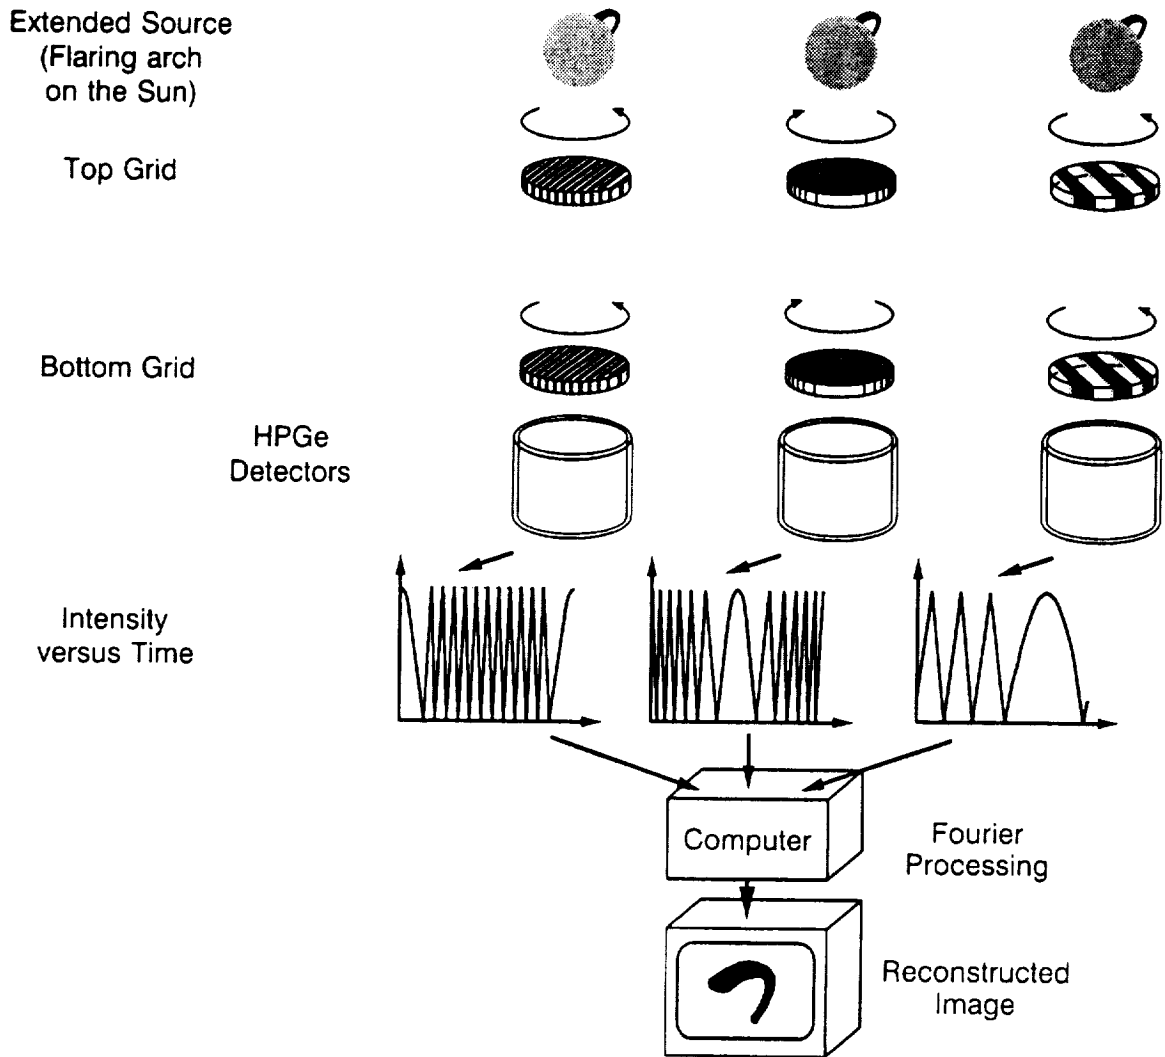 Extended Source
(Flaring arch
on the Sun)
Top Grid
Bottom Grid
HPGe
Detectors
Intensity
versus Time
Computer
Fourier
Processing
Reconstructed
Image